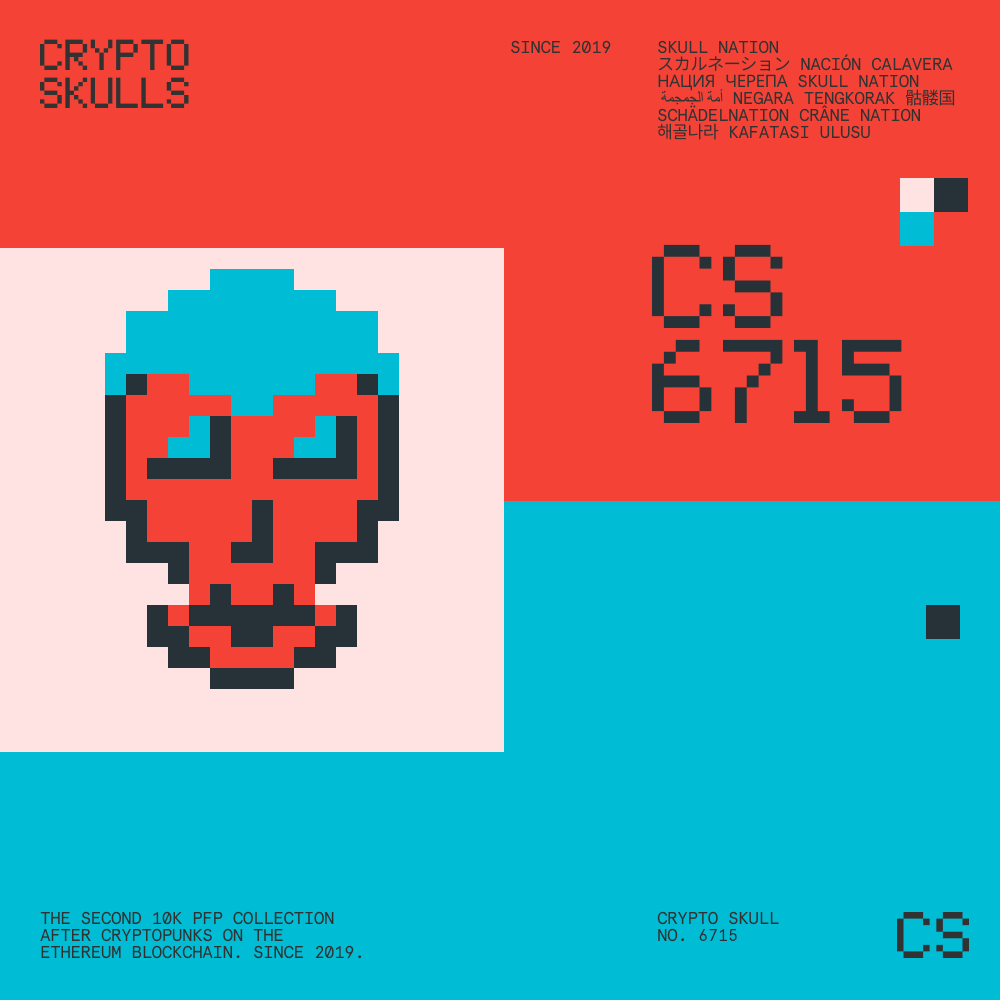 CRYPTO
SKULLS
SINCE 2019
SKULL NATION
スカルネーション NACIÓN CALAVERA
НАЦИЯ ЧЕРЕПА SKULL NATION
أمة الجمجمة NEGARA TENGKORAK 骷髅国
SCHÄDELNATION CRÂNE NATION
해골나라 KAFATASI ULUSU
CS
6715
THE SECOND 10K PFP COLLECTION
AFTER CRYPTOPUNKS ON THE
ETHEREUM BLOCKCHAIN. SINCE 2019.
CRYPTO SKULL
NO. 6715
CS